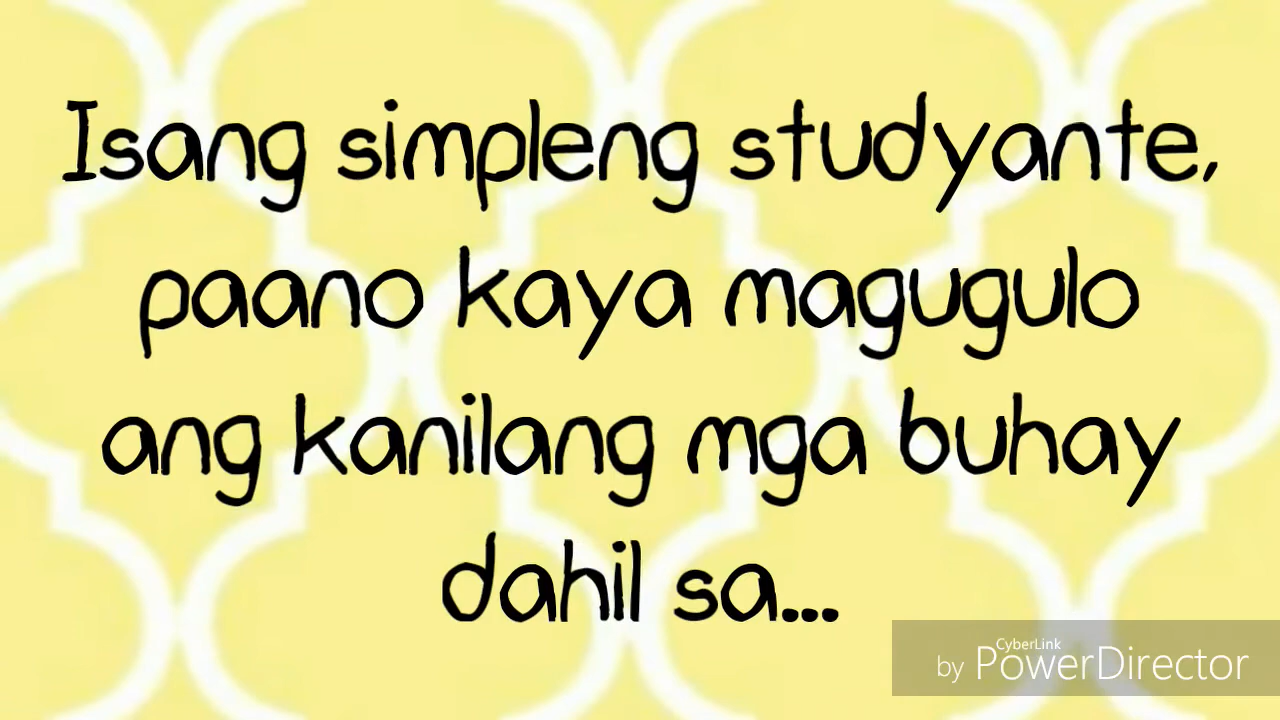 Isang simpleng studyante,
paano kaya magugulo
ang kanilang mga buhay
dahil sa...
CyberLink
by PowerDirector